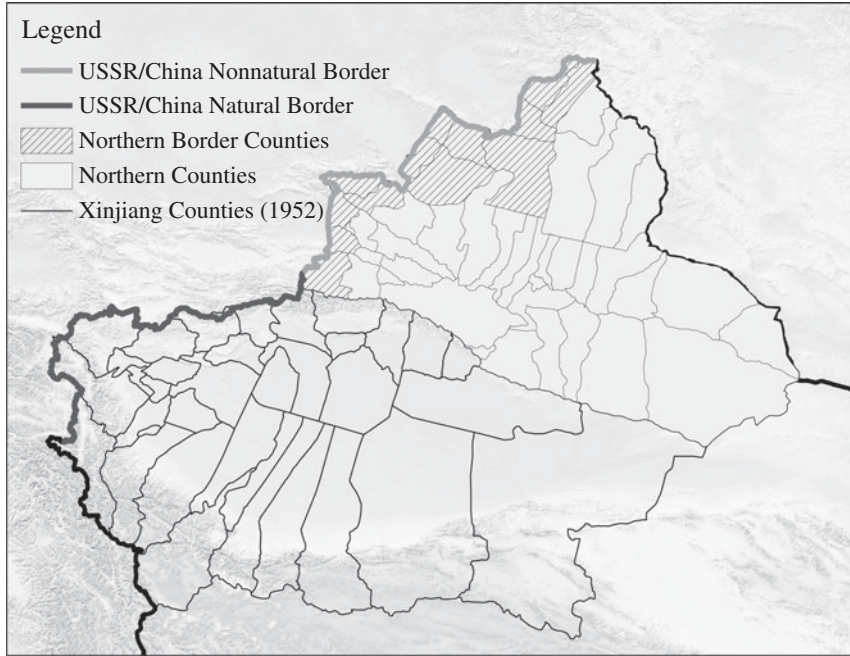 Legend
USSR/China Nonnatural Border
USSR/China Natural Border
Northern Border Counties
Northern Counties
Xinjiang Counties (1952)